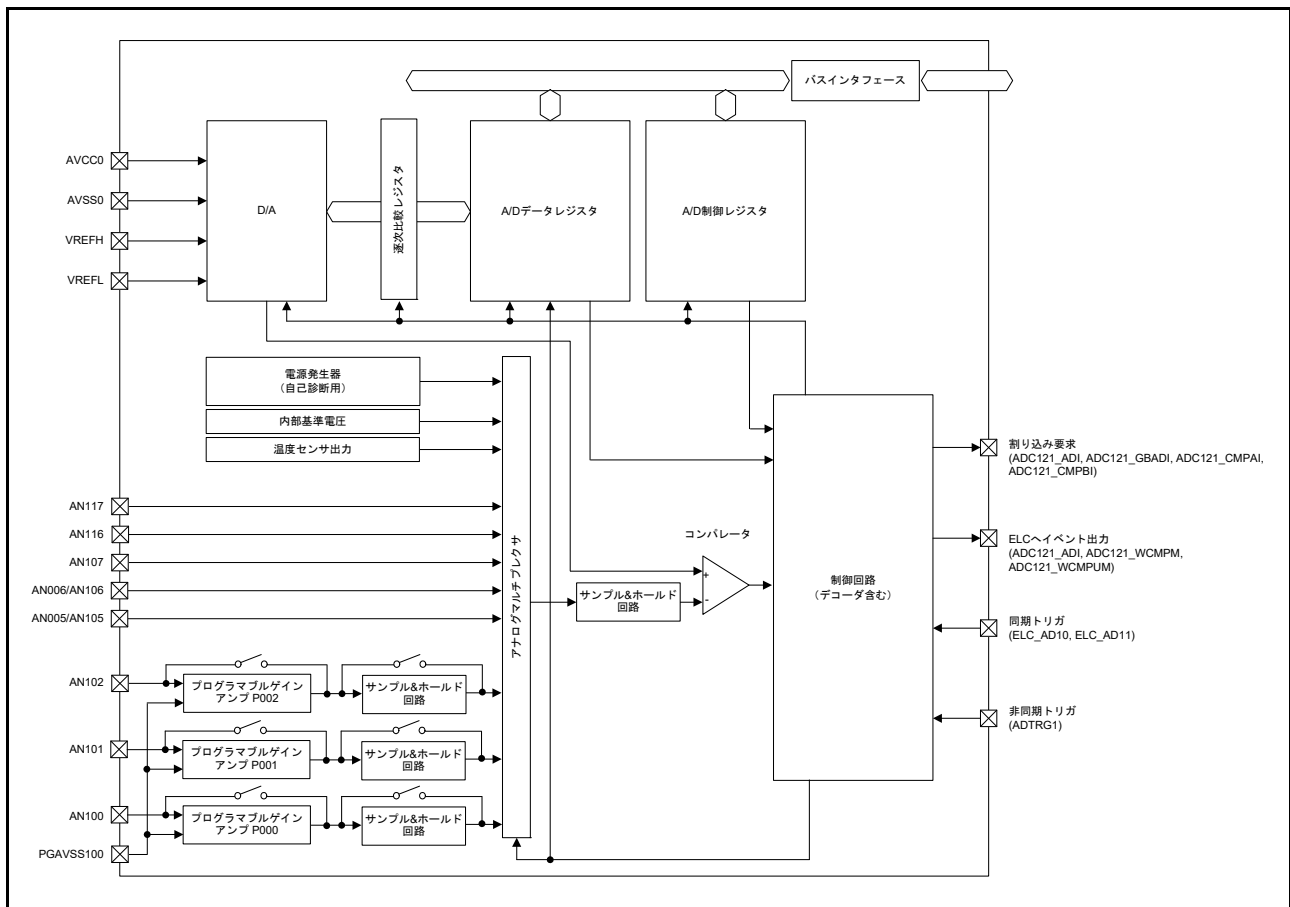 バスインタフェース
AVCC0
AVSS0
VREFH
VREFL
D/A
逐次比較レジスタ
A/Dデータレジスタ
A/D制御レジスタ
電源発生器
(自己診断用)
内部基準電圧
温度センサ出力
AN117
AN116
AN107
AN006/AN106
AN005/AN105
AN102
AN101
AN100
PGAVSS100
プログラマブルゲイン
アンプ P002
サンプル&ホールド
回路
プログラマブルゲイン
アンプ P001
サンプル&ホールド
回路
プログラマブルゲイン
アンプ P000
サンプル&ホールド
回路
アナログマルチプレクサ
サンプル&ホールド
回路
コンパレータ
+
-
制御回路
(デコーダ含む)
割り込み要求
(ADC121_ADI, ADC121_GBADI, ADC121_CMPAI,
ADC121_CMPBI)
ELCへイベント出力
(ADC121_ADI, ADC121_WCMPM,
ADC121_WCMPUM)
同期トリガ
(ELC_AD10, ELC_AD11)
非同期トリガ
(ADTRG1)